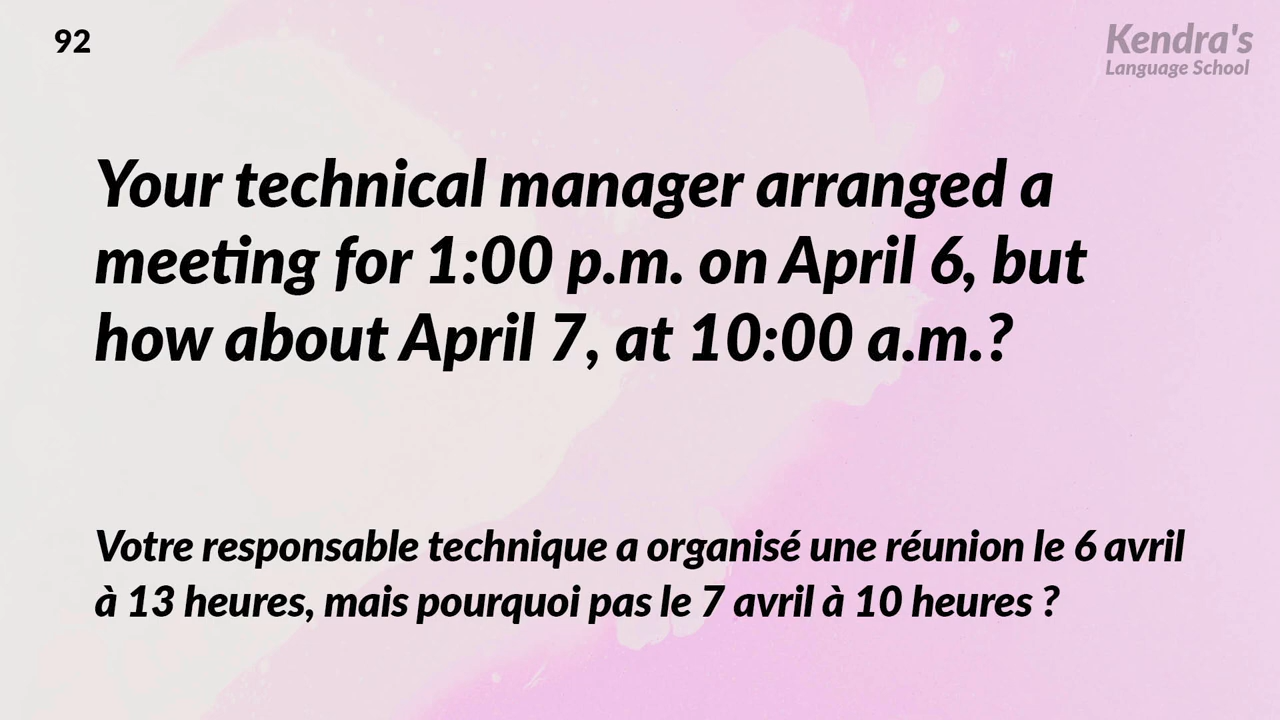 92
Kendra's
Language School
Your technical manager arranged a
meeting for 1:00 p.m. on April 6, but
how about April 7, at 10:00 a.m.?
Votre responsable technique a organisé une réunion le 6 avril
à 13 heures, mais pourquoi pas le 7 avril à 10 heures ?